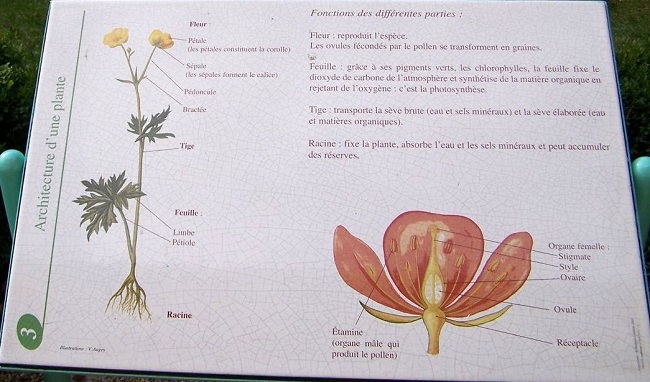 Architecture d'une plante
3
Fleur :
Pétale
(les pétales constituent la corolle)
Sépale
(les sépales forment le calice)
Pédoncule
Bractée
Tige
Feuille :
Limbe
Pétiole
Racine
Illustrations : V. Augey
Fonctions des différentes parties :
Fleur : reproduit l'espèce.
Les ovules fécondés par le pollen se transforment en graines.
Feuille : grâce à ses pigments verts, les chlorophylles, la feuille fixe le
dioxyde de carbone de l'atmosphère et synthétise de la matière organique en
rejetant de l'oxygène : c'est la photosynthèse.
Tige : transporte la sève brute (eau et sels minéraux) et la sève élaborée (eau
et matières organiques).
Racine : fixe la plante, absorbe l'eau et les sels minéraux et peut accumuler
des réserves.
Organe femelle :
Stigmate
Style
Ovaire
Ovule
Réceptacle
Étamine
(organe mâle qui
produit le pollen)